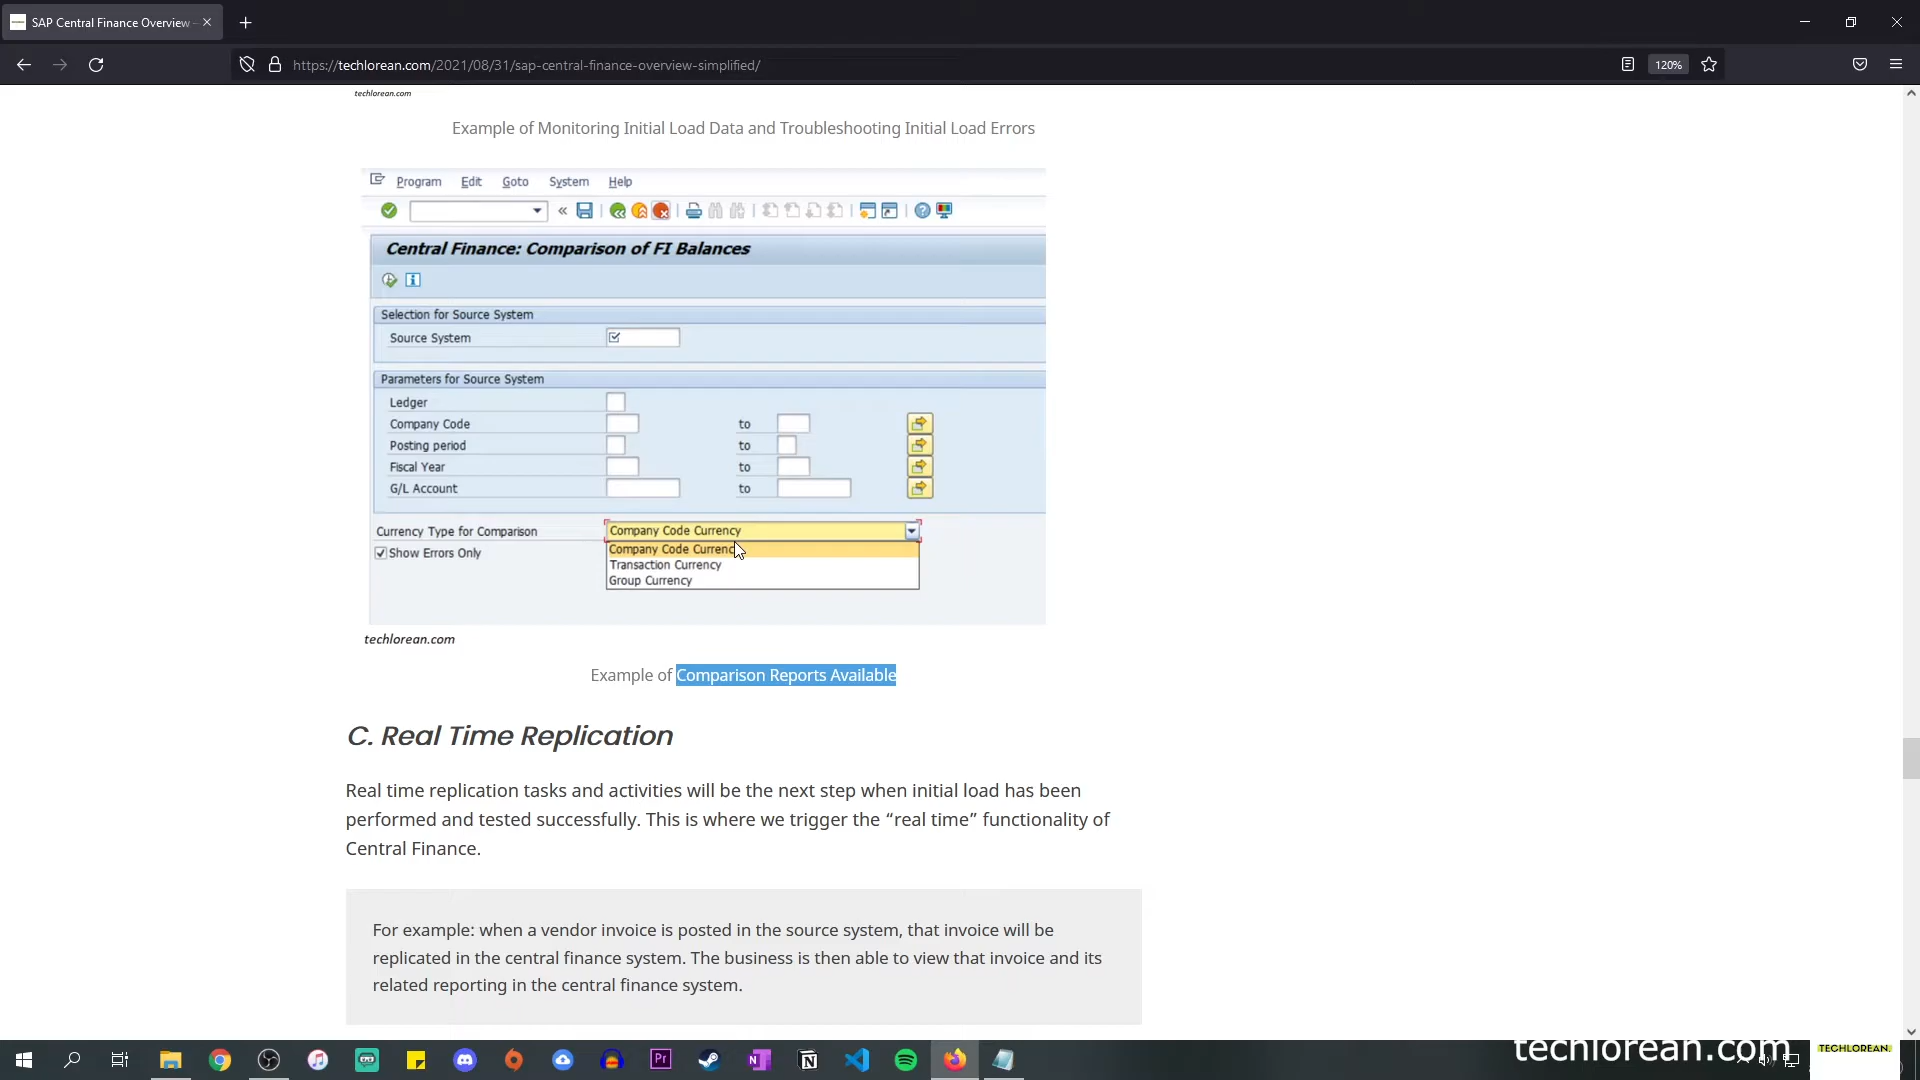 SAP Central Finance Overview
https://techlorean.com/2021/08/31/sap-central-finance-overview-simplified/
120%
techlorean.com
Example of Monitoring Initial Load Data and Troubleshooting Initial Load Errors
Program Edit Goto System Help
Central Finance: Comparison of FI Balances
Selection for Source System
Source System
Parameters for Source System
Ledger
Company Code to
Posting period to
Fiscal Year to
G/L Account to
Currency Type for Comparison Company Code Currency
Show Errors Only Company Code Currency
Transaction Currency
Group Currency
techlorean.com
Example of Comparison Reports Available
C. Real Time Replication
Real time replication tasks and activities will be the next step when initial load has been
performed and tested successfully. This is where we trigger the “real time” functionality of
Central Finance.
For example: when a vendor invoice is posted in the source system, that invoice will be
replicated in the central finance system. The business is then able to view that invoice and its
related reporting in the central finance system.
techlorean.com
TECHLOREAN.